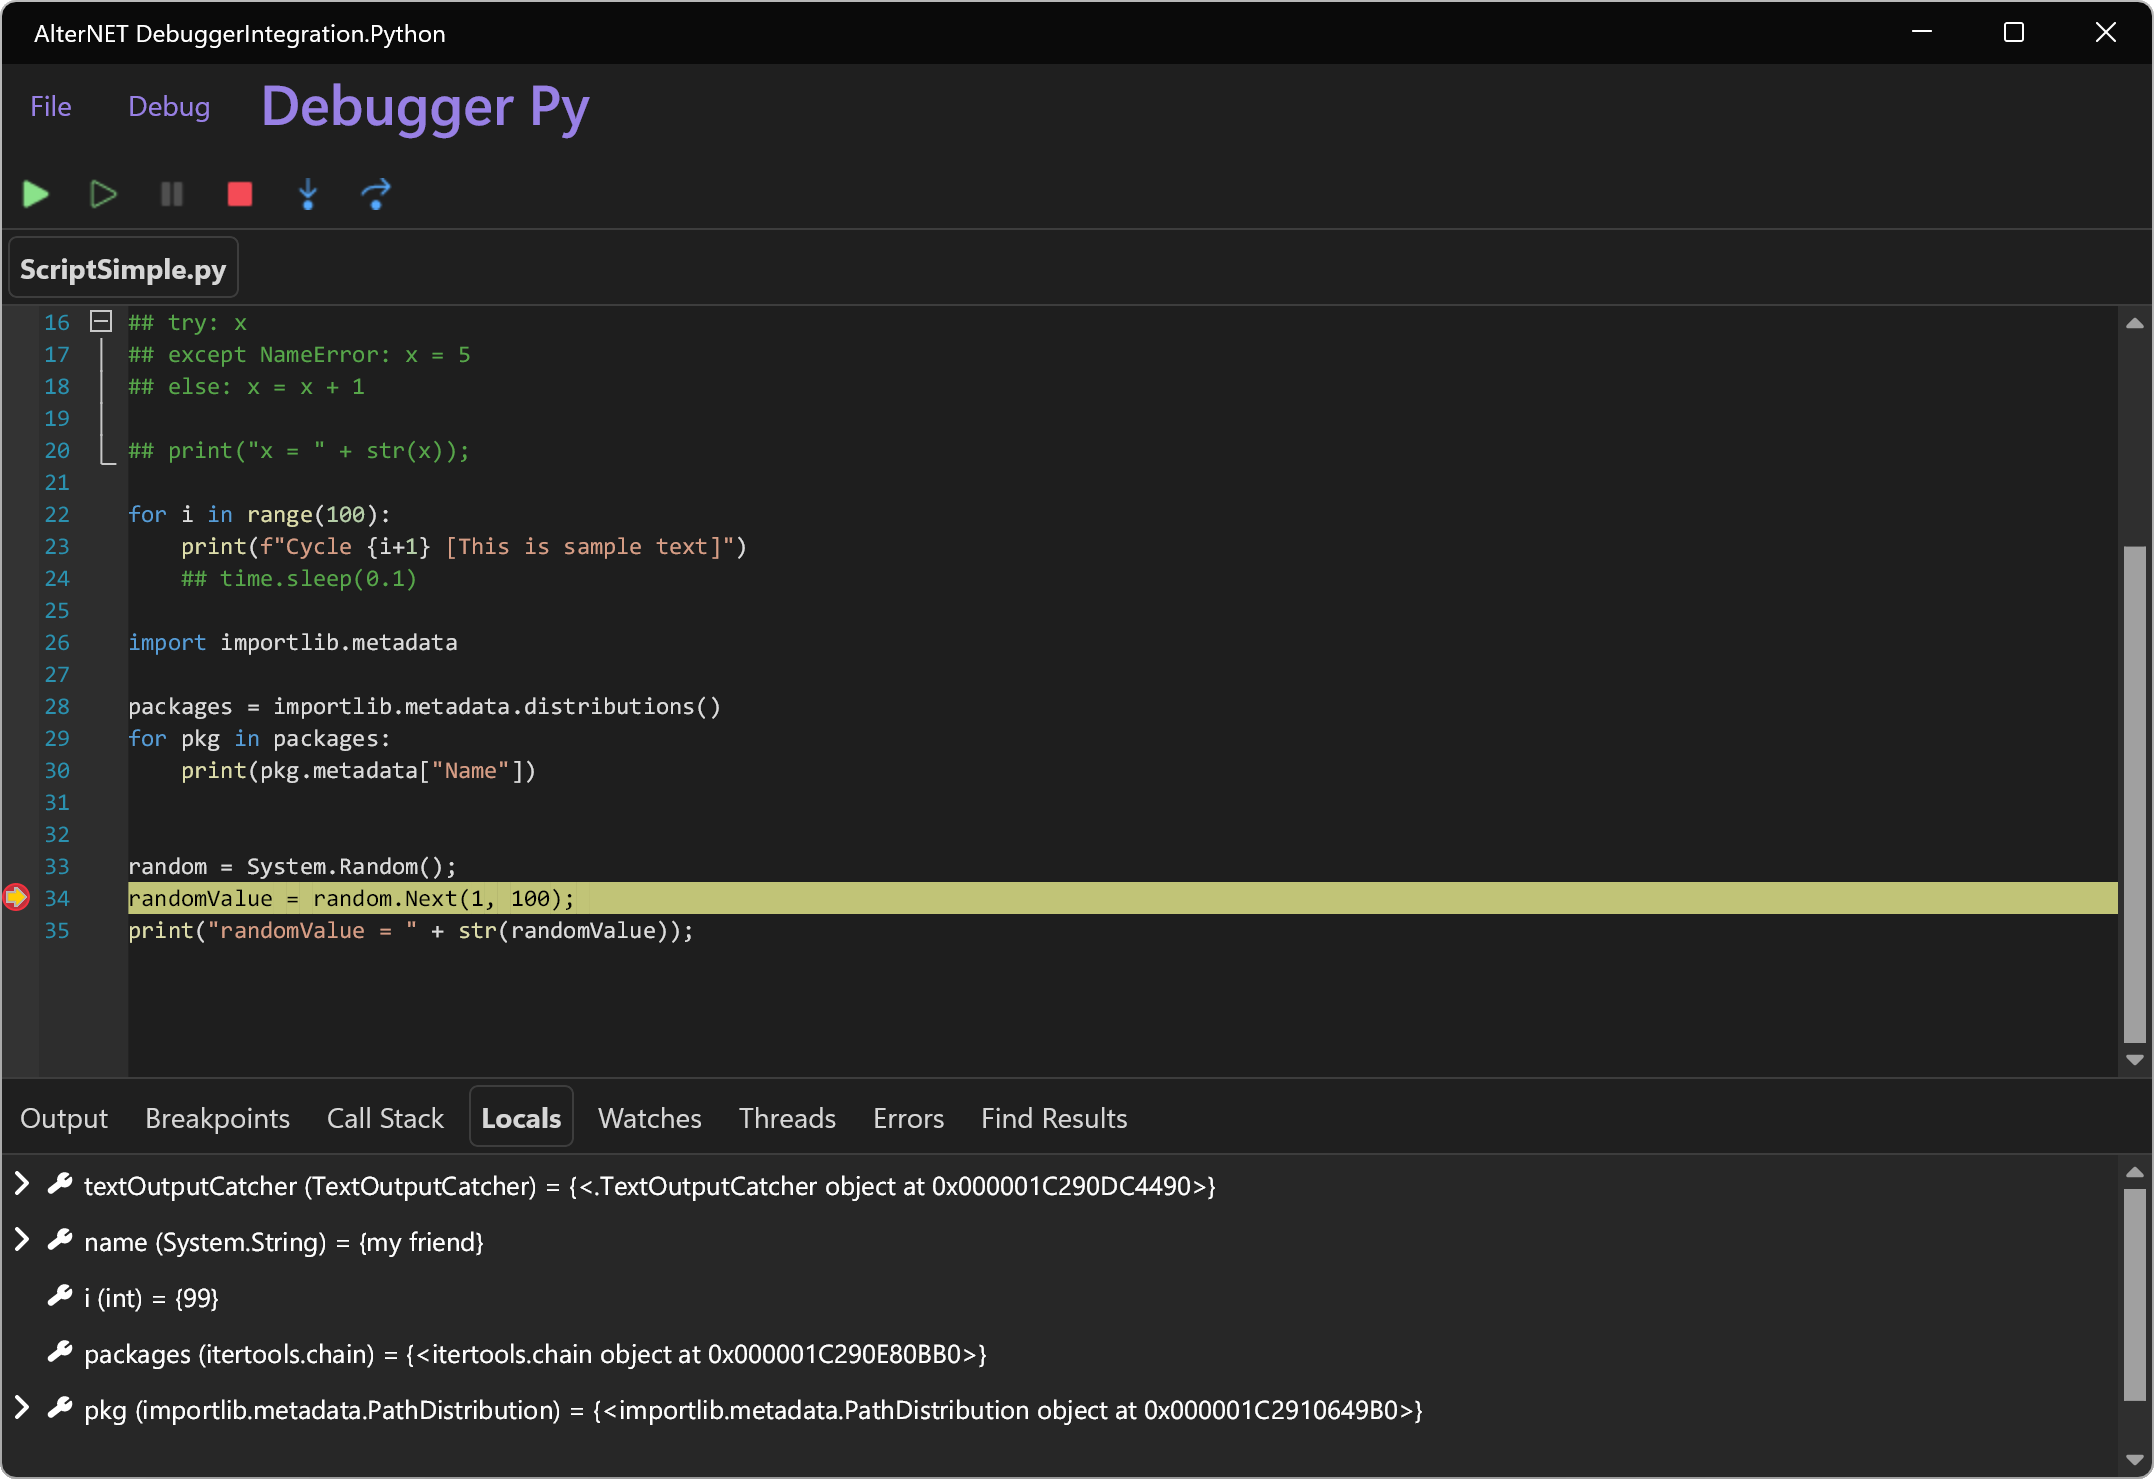 AlterNET DebuggerIntegration.Python
File Debug Debugger Py
ScriptSimple.py
16 ## try: x
17 ## except NameError: x = 5
18 ## else: x = x + 1
19
20 ## print("x = " + str(x));
21
22 for i in range(100):
23     print(f"Cycle {i+1} [This is sample text]")
24     ## time.sleep(0.1)
25
26 import importlib.metadata
27
28 packages = importlib.metadata.distributions()
29 for pkg in packages:
30     print(pkg.metadata["Name"])
31
32
33 random = System.Random();
34 randomValue = random.Next(1, 100);
35 print("randomValue = " + str(randomValue));
Output Breakpoints Call Stack Locals Watches Threads Errors Find Results
textOutputCatcher (TextOutputCatcher) = {<.TextOutputCatcher object at 0x000001C290DC4490>}
name (System.String) = {my friend}
i (int) = {99}
packages (itertools.chain) = {<itertools.chain object at 0x000001C290E80BB0>}
pkg (importlib.metadata.PathDistribution) = {<importlib.metadata.PathDistribution object at 0x000001C2910649B0>}